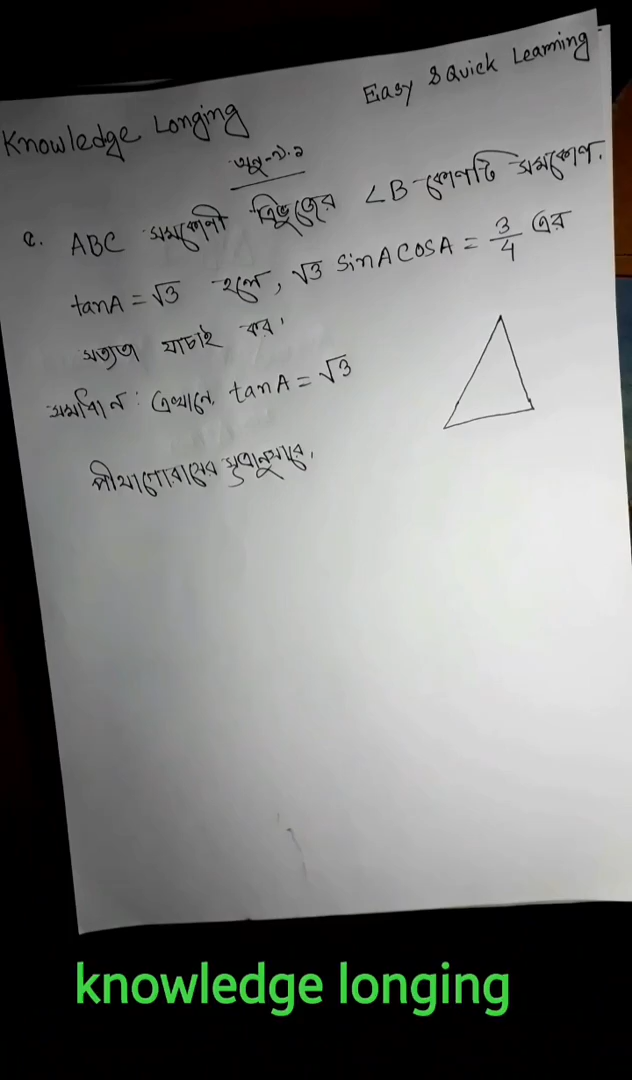 Knowledge Longing
Easy & Quick Learning
অনু-৯.১
৫. ABC সমকোণী ত্রিভুজের ∠B কোণটি সমকোণ.
tanA = √3 হলে, √3 sinA cosA = 3/4 এর
সত্যতা যাচাই কর।
সমাধান : এখানে, tanA = √3
পীথাগোরাসের সূত্রানুসারে,
knowledge longing